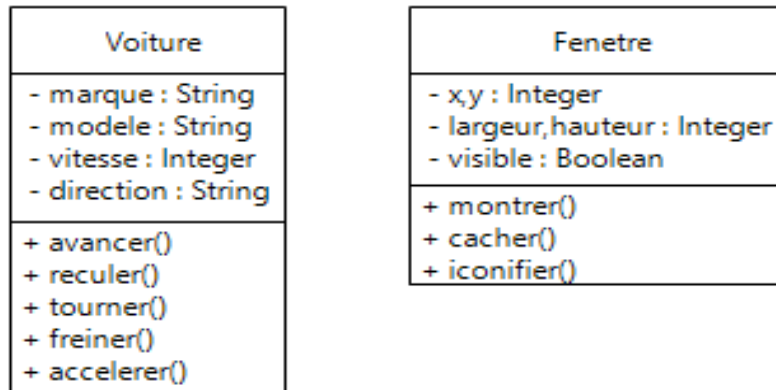 Voiture
- marque : String
- modele : String
- vitesse : Integer
- direction : String
+ avancer()
+ reculer()
+ tourner()
+ freiner()
+ accelerer()
Fenetre
- x,y : Integer
- largeur,hauteur : Integer
- visible : Boolean
+ montrer()
+ cacher()
+ iconifier()